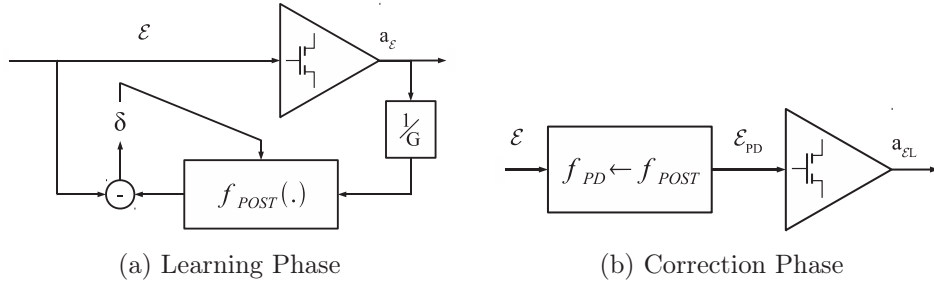 ℰ
a_ℰ
δ
1/G
-
f_POST(.)
(a) Learning Phase
ℰ
f_PD←f_POST
ℰ_PD
a_ℰL
(b) Correction Phase